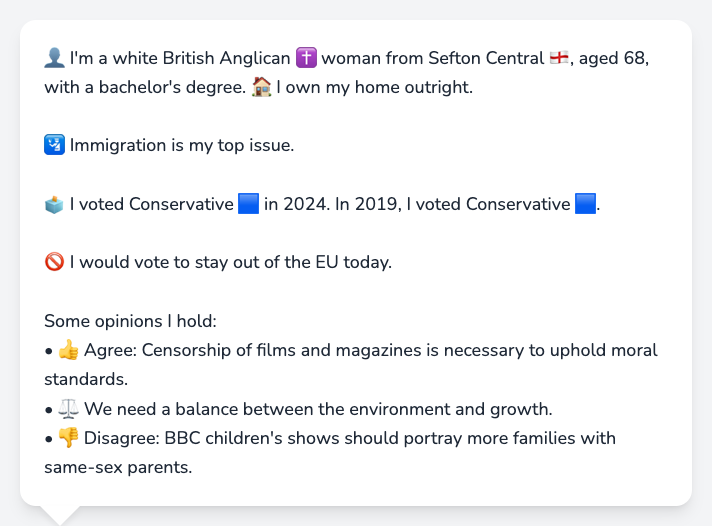 👤 I'm a white British Anglican ✝️ woman from Sefton Central 🏴󠁧󠁢󠁥󠁮󠁧󠁿, aged 68,
with a bachelor's degree. 🏠 I own my home outright.
🛂 Immigration is my top issue.
🗳️ I voted Conservative 🟦 in 2024. In 2019, I voted Conservative 🟦.
🚫 I would vote to stay out of the EU today.
Some opinions I hold:
• 👍 Agree: Censorship of films and magazines is necessary to uphold moral
standards.
• ⚖️ We need a balance between the environment and growth.
• 👎 Disagree: BBC children's shows should portray more families with
same-sex parents.